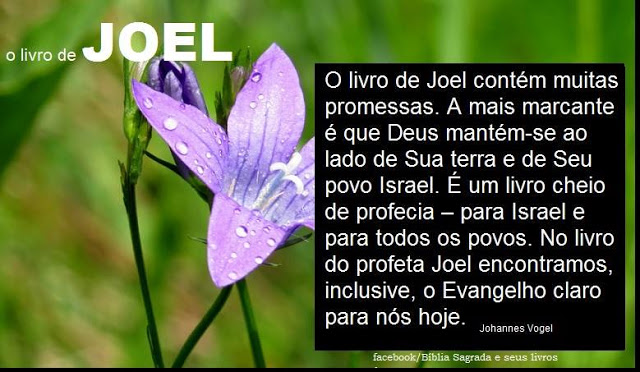 o livro de JOEL
O livro de Joel contém muitas
promessas. A mais marcante
é que Deus mantém-se ao
lado de Sua terra e de Seu
povo Israel. É um livro cheio
de profecia – para Israel e
para todos os povos. No livro
do profeta Joel encontramos,
inclusive, o Evangelho claro
para nós hoje.
Johannes Vogel
facebook/Bíblia Sagrada e seus livros